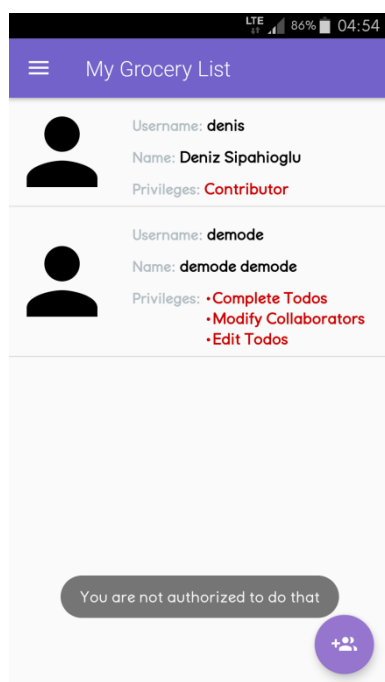 LTE 86% 04:54
My Grocery List
Username: denis
Name: Deniz Sipahioglu
Privileges: Contributor
Username: demode
Name: demode demode
Privileges: •Complete Todos
•Modify Collaborators
•Edit Todos
You are not authorized to do that